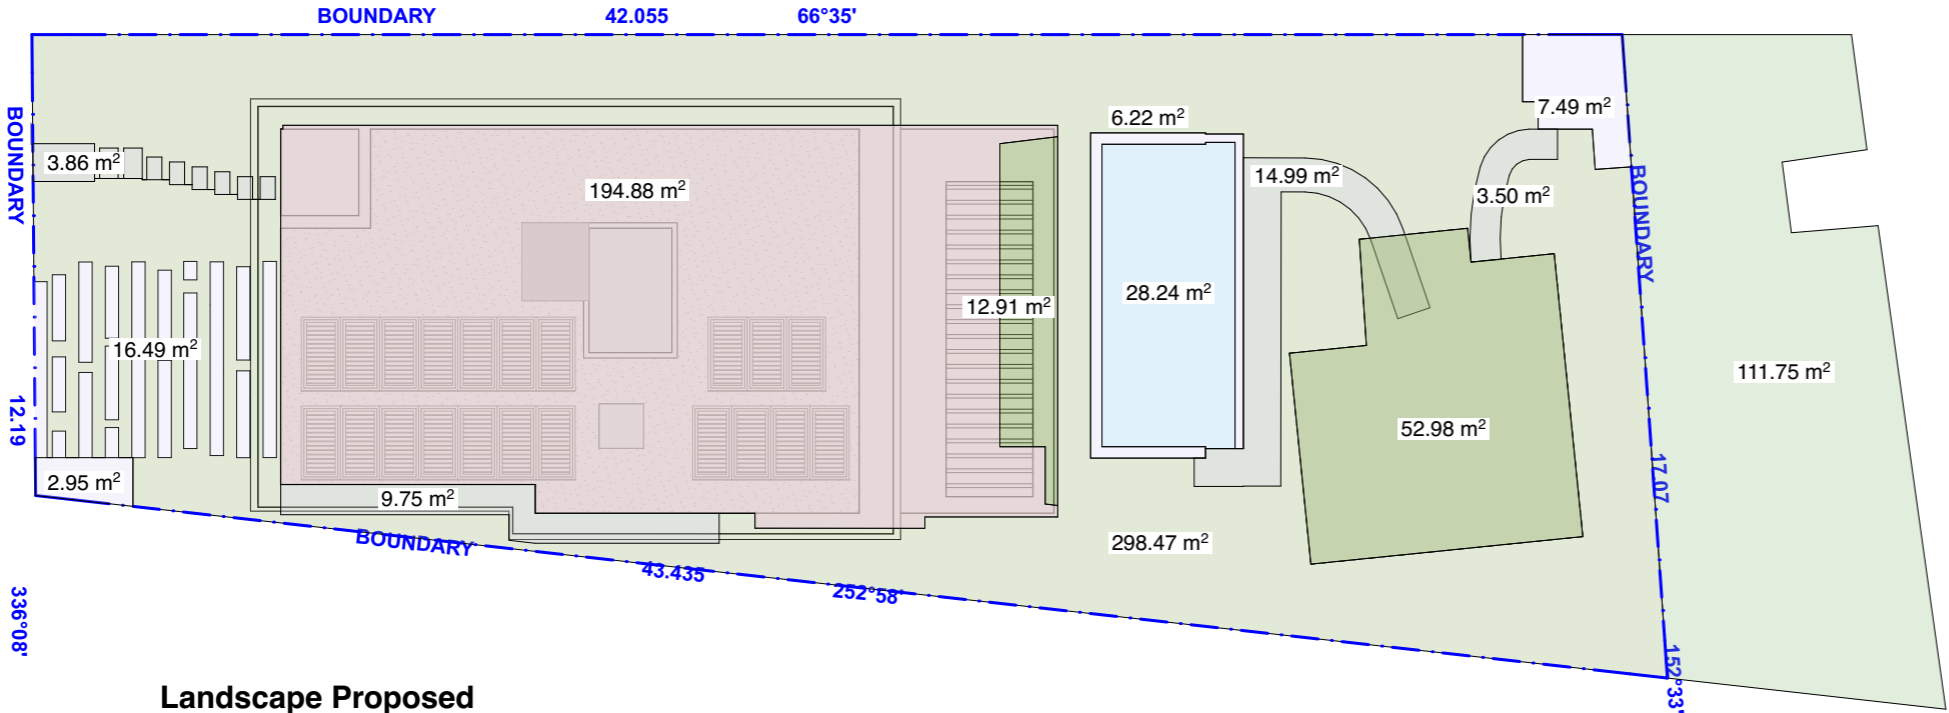 BOUNDARY 42.055 66°35'
BOUNDARY
3.86 m²
194.88 m²
6.22 m²
14.99 m²
7.49 m²
3.50 m²
BOUNDARY
28.24 m²
12.91 m²
16.49 m²
111.75 m²
12.19
52.98 m²
2.95 m²
9.75 m²
17.07
298.47 m²
BOUNDARY 43.435 252°58'
336°08'
152°33'
Landscape Proposed